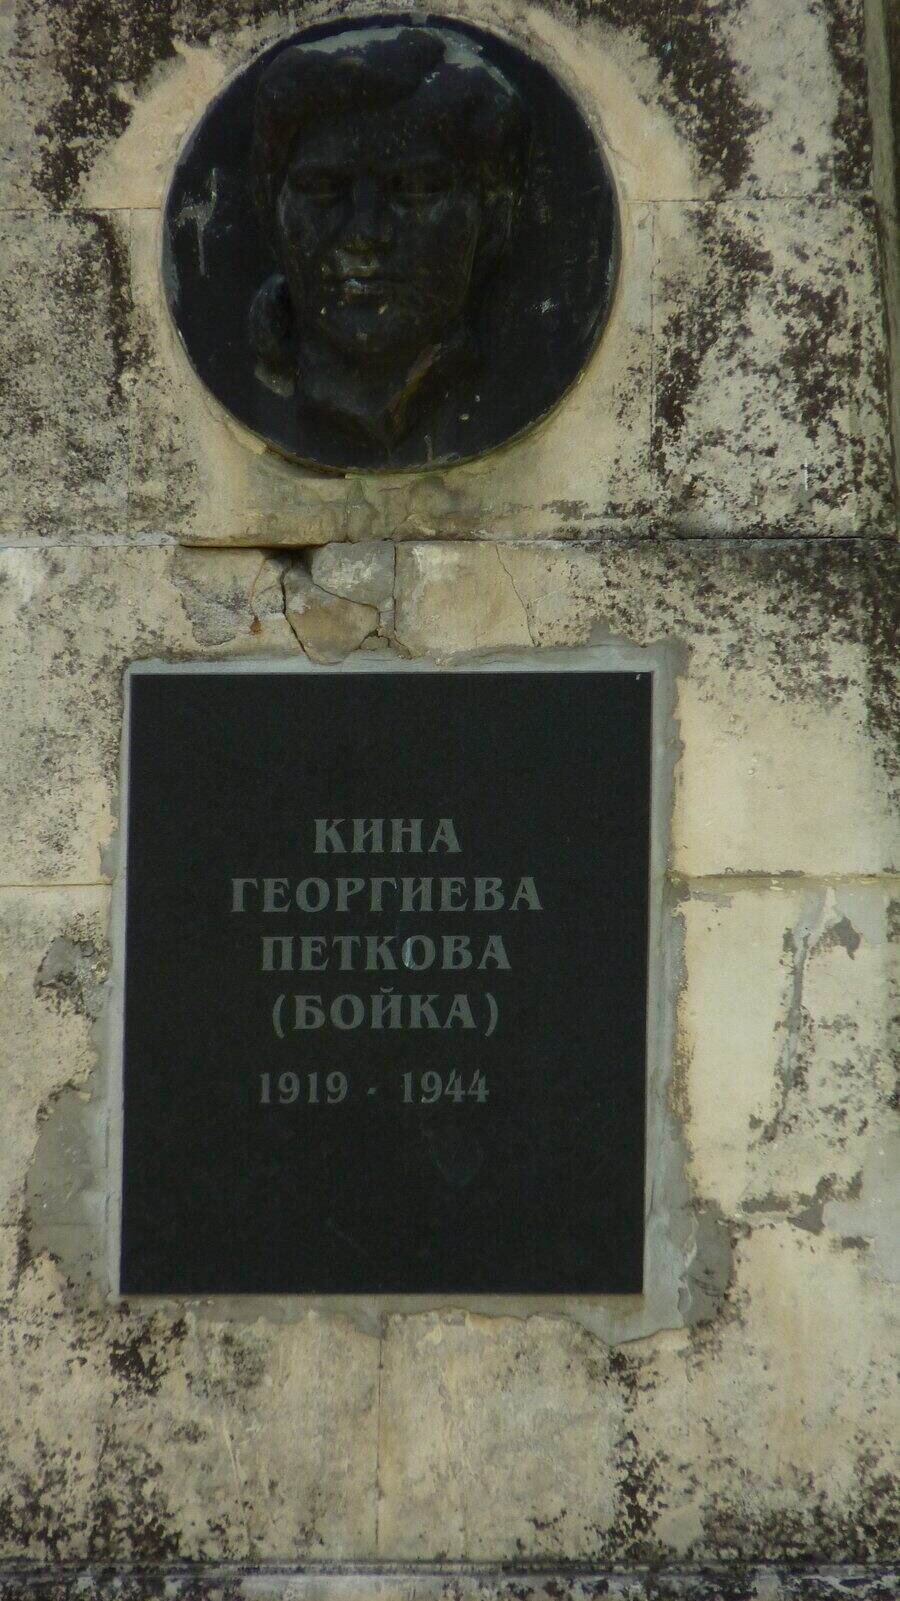 КИНА
ГЕОРГИЕВА
ПЕТКОВА
(БОЙКА)
1919 - 1944